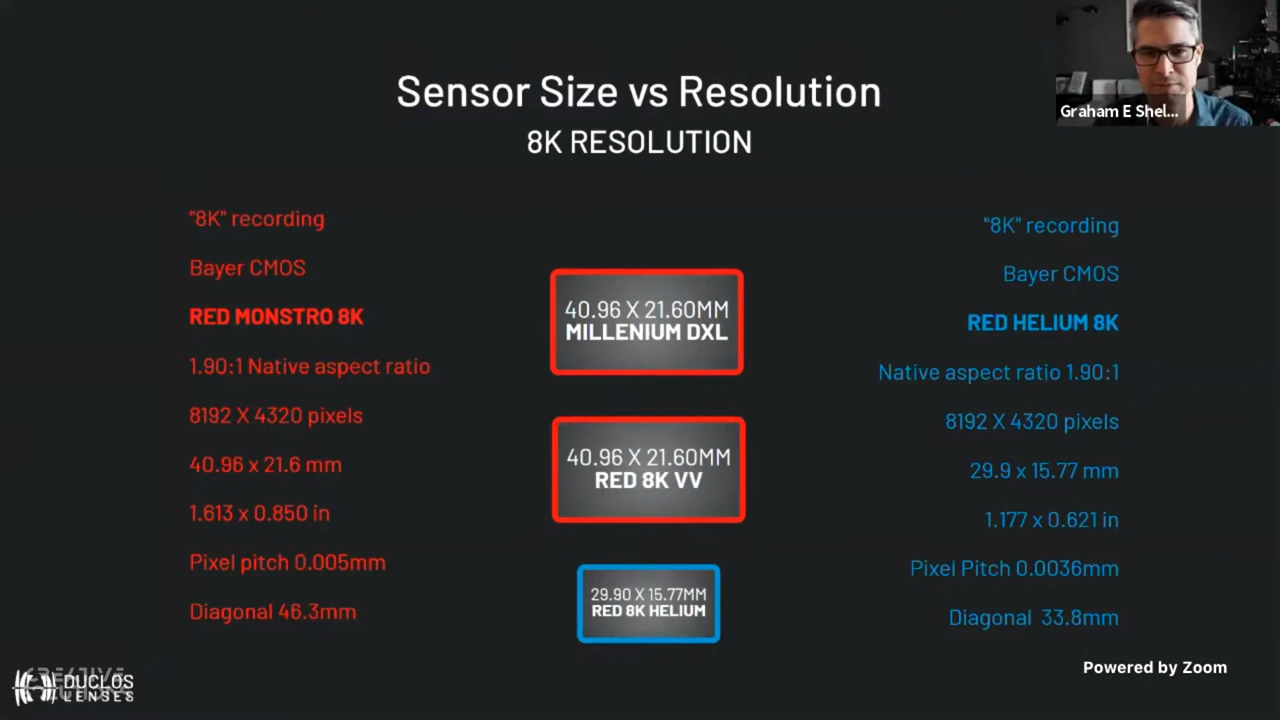 Sensor Size vs Resolution
8K RESOLUTION
Graham E Shel...
"8K" recording
Bayer CMOS
RED MONSTRO 8K
1.90:1 Native aspect ratio
8192 X 4320 pixels
40.96 x 21.6 mm
1.613 x 0.850 in
Pixel pitch 0.005mm
Diagonal 46.3mm
40.96 X 21.60MM
MILLENIUM DXL
40.96 X 21.60MM
RED 8K VV
29.90 X 15.77MM
RED 8K HELIUM
"8K" recording
Bayer CMOS
RED HELIUM 8K
Native aspect ratio 1.90:1
8192 X 4320 pixels
29.9 x 15.77 mm
1.177 x 0.621 in
Pixel Pitch 0.0036mm
Diagonal 33.8mm
DUCLOS
LENSES
Powered by Zoom